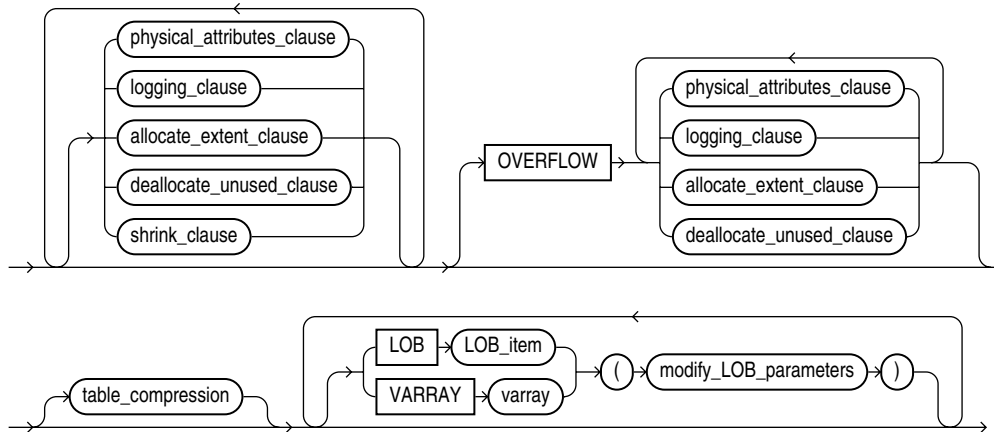 physical_attributes_clause
logging_clause
allocate_extent_clause
deallocate_unused_clause
shrink_clause
OVERFLOW
physical_attributes_clause
logging_clause
allocate_extent_clause
deallocate_unused_clause
table_compression
LOB LOB_item
VARRAY varray
( modify_LOB_parameters )